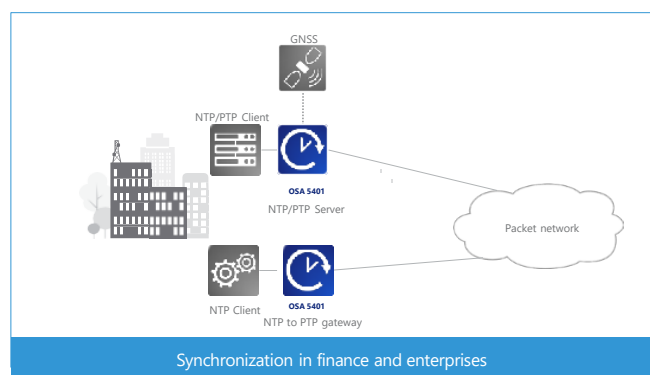 GNSS
NTP/PTP Client
OSA 5401
NTP/PTP Server
Packet network
OSA 5401
NTP Client
NTP to PTP gateway
Synchronization in finance and enterprises